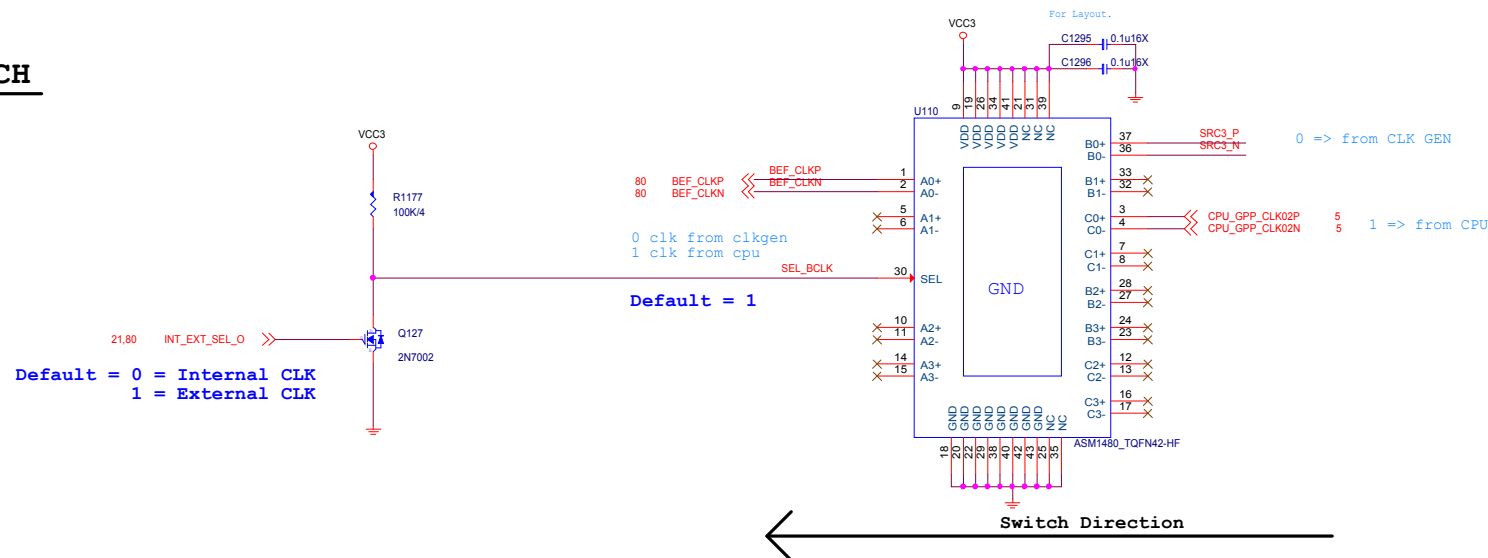 For Layout.
VCC3
C1295 0.1u16X
C1296 0.1u16X
CH
9 19 26 34 41 21 31 39
U110
VDD VDD VDD VDD VDD VDD NC NC NC
VCC3
R1177
100K/4
80 BEF_CLKP BEF_CLKP 1 A0+
80 BEF_CLKN BEF_CLKN 2 A0-
5 A1+
6 A1-
0 clk from clkgen
1 clk from cpu
SEL_BCLK 30 SEL
Default = 1
GND
10 A2+
11 A2-
14 A3+
15 A3-
B0+ 37 SRC3_P
B0- 36 SRC3_N
0 => from CLK GEN
B1+ 33
B1- 32
C0+ 3 CPU_GPP_CLK02P 5
C0- 4 CPU_GPP_CLK02N 5
1 => from CPU
C1+ 7
C1- 8
B2+ 28
B2- 27
B3+ 24
B3- 23
C2+ 12
C2- 13
C3+ 16
C3- 17
21,80 INT_EXT_SEL_O
Q127
2N7002
Default = 0 = Internal CLK
1 = External CLK
GND GND GND GND GND GND GND GND NC NC
ASM1480_TQFN42-HF
18 20 22 29 38 40 42 43 25 35
Switch Direction